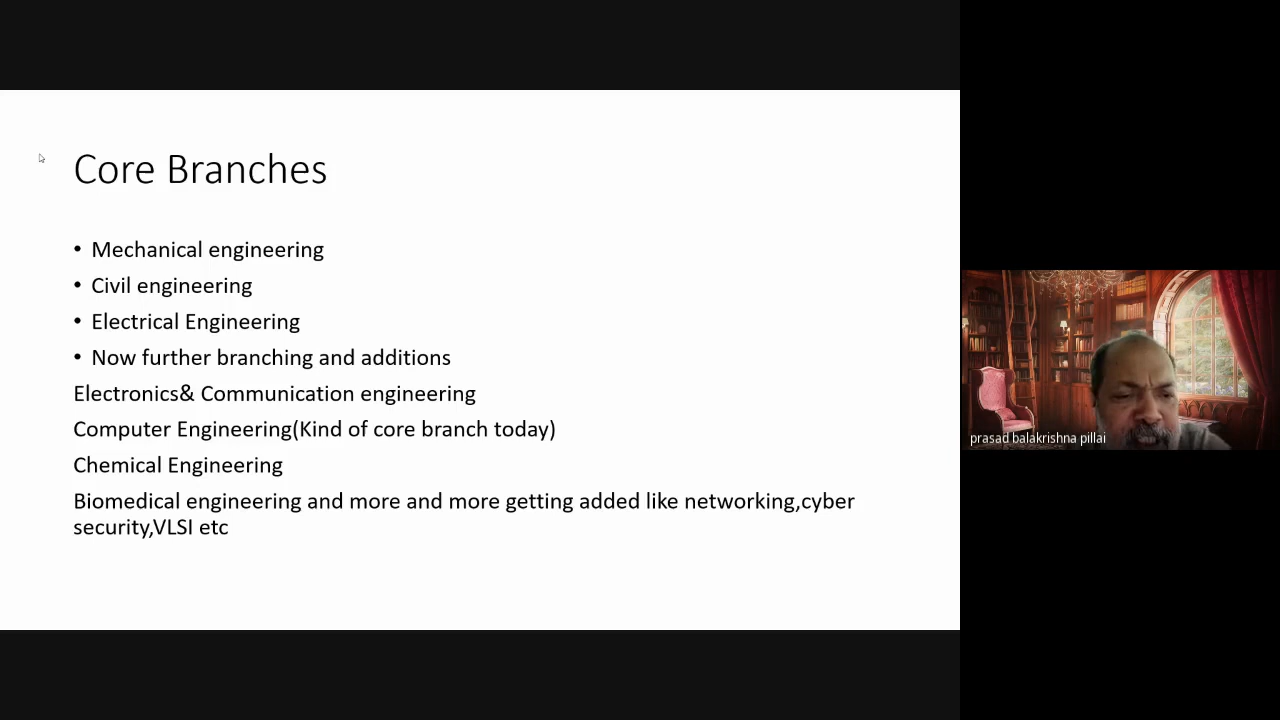 Core Branches
• Mechanical engineering
• Civil engineering
• Electrical Engineering
• Now further branching and additions
Electronics& Communication engineering
Computer Engineering(Kind of core branch today)
Chemical Engineering
Biomedical engineering and more and more getting added like networking,cyber
security,VLSI etc
prasad balakrishna pillai